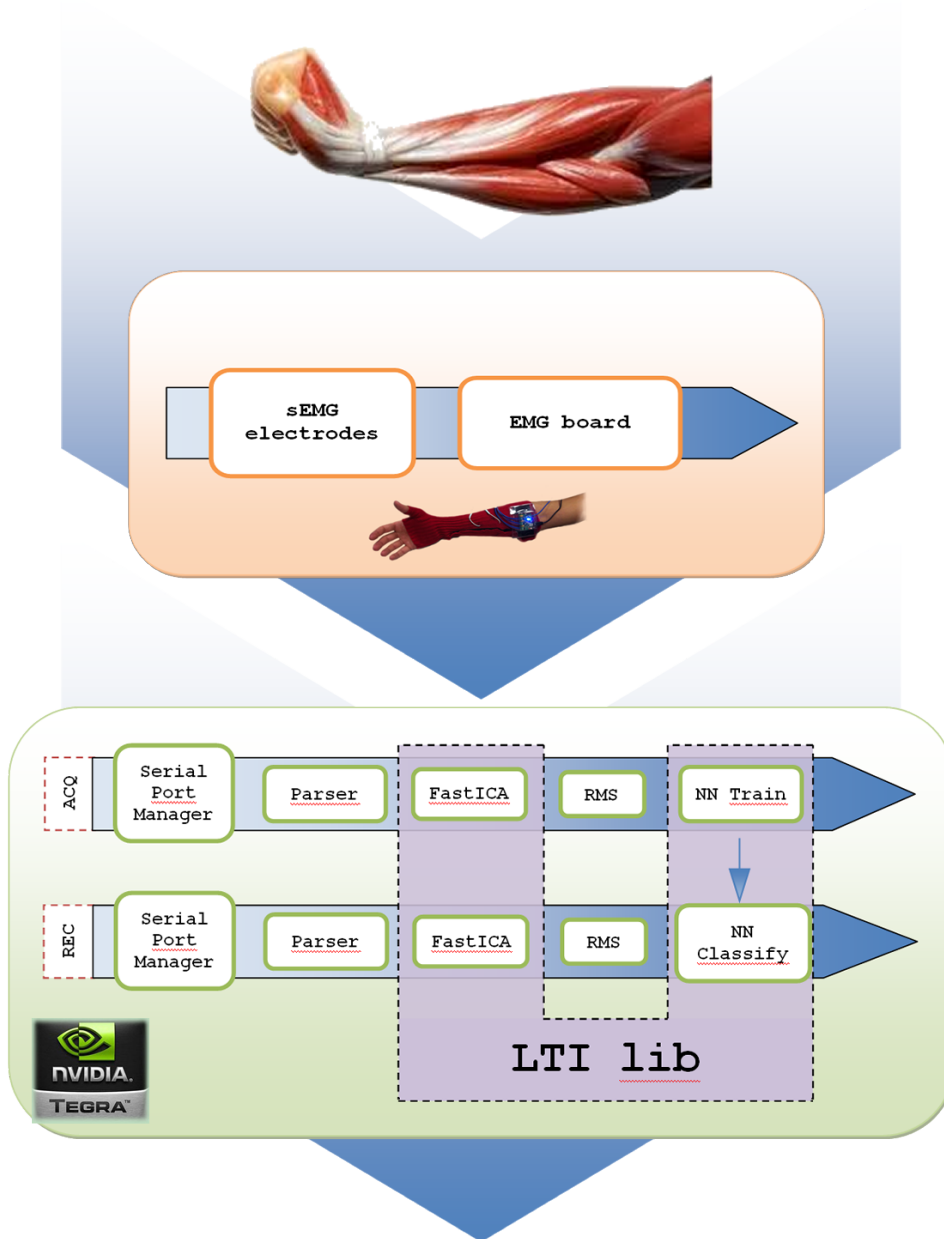 sEMG
electrodes
EMG board
ACQ
Serial
Port
Manager
Parser
FastICA
RMS
NN Train
REC
Serial
Port
Manager
Parser
FastICA
RMS
NN
Classify
LTI lib
NVIDIA.
TEGRA™